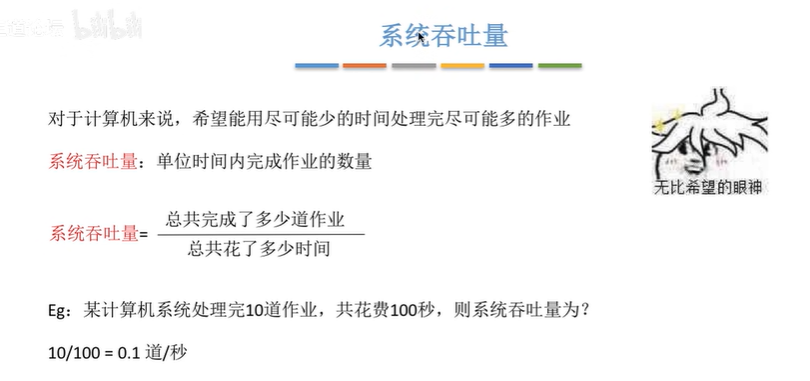 bilibili
系统吞吐量
对于计算机来说，希望能用尽可能少的时间处理完尽可能多的作业
系统吞吐量：单位时间内完成作业的数量
无比希望的眼神
系统吞吐量=
总共完成了多少道作业
总共花了多少时间
Eg：某计算机系统处理完10道作业，共花费100秒，则系统吞吐量为？
10/100 = 0.1 道/秒